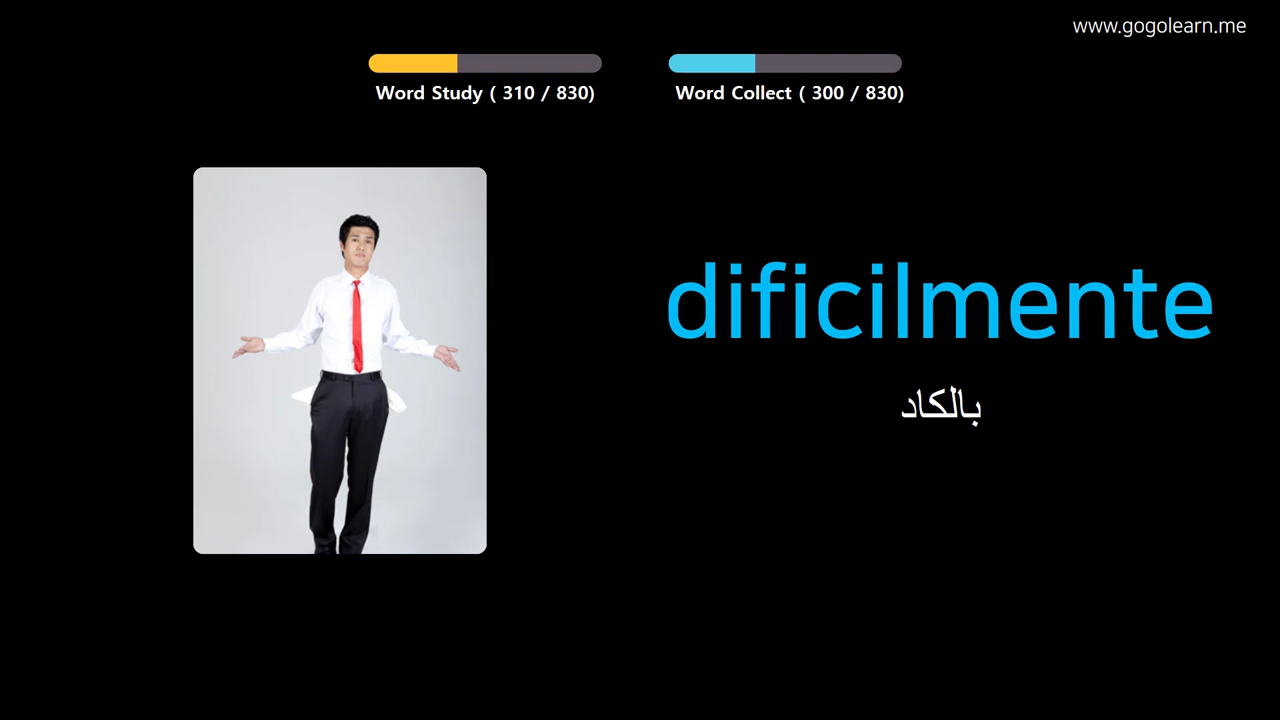 www.gogolearn.me
Word Study ( 310 / 830)
Word Collect ( 300 / 830)
dificilmente
بالكاد